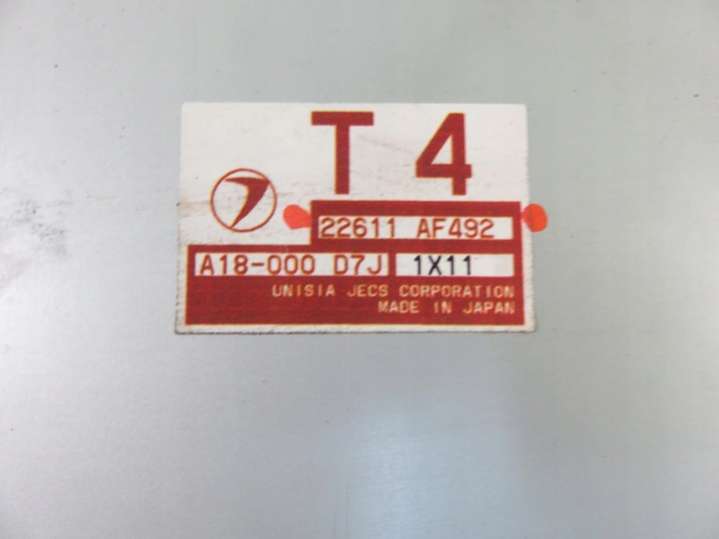 T 4
22611 AF492
A18-000 D7J 1X11
UNISIA JECS CORPORATION
MADE IN JAPAN